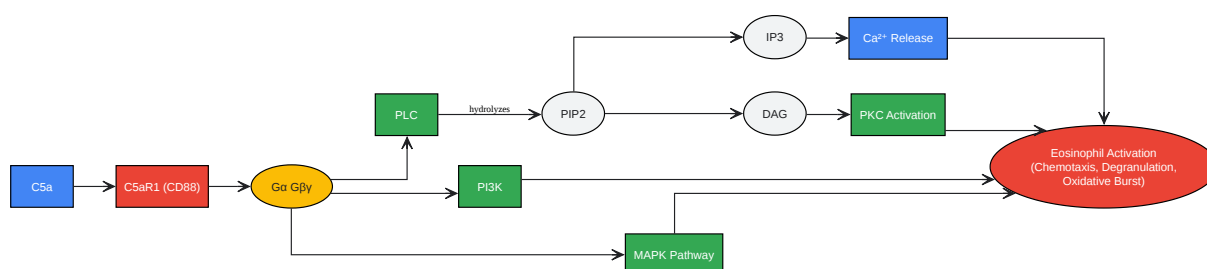 IP3
Ca²⁺ Release
PLC
hydrolyzes
PIP2
DAG
PKC Activation
C5a
C5aR1 (CD88)
Gα Gβγ
PI3K
Eosinophil Activation
(Chemotaxis, Degranulation,
Oxidative Burst)
MAPK Pathway